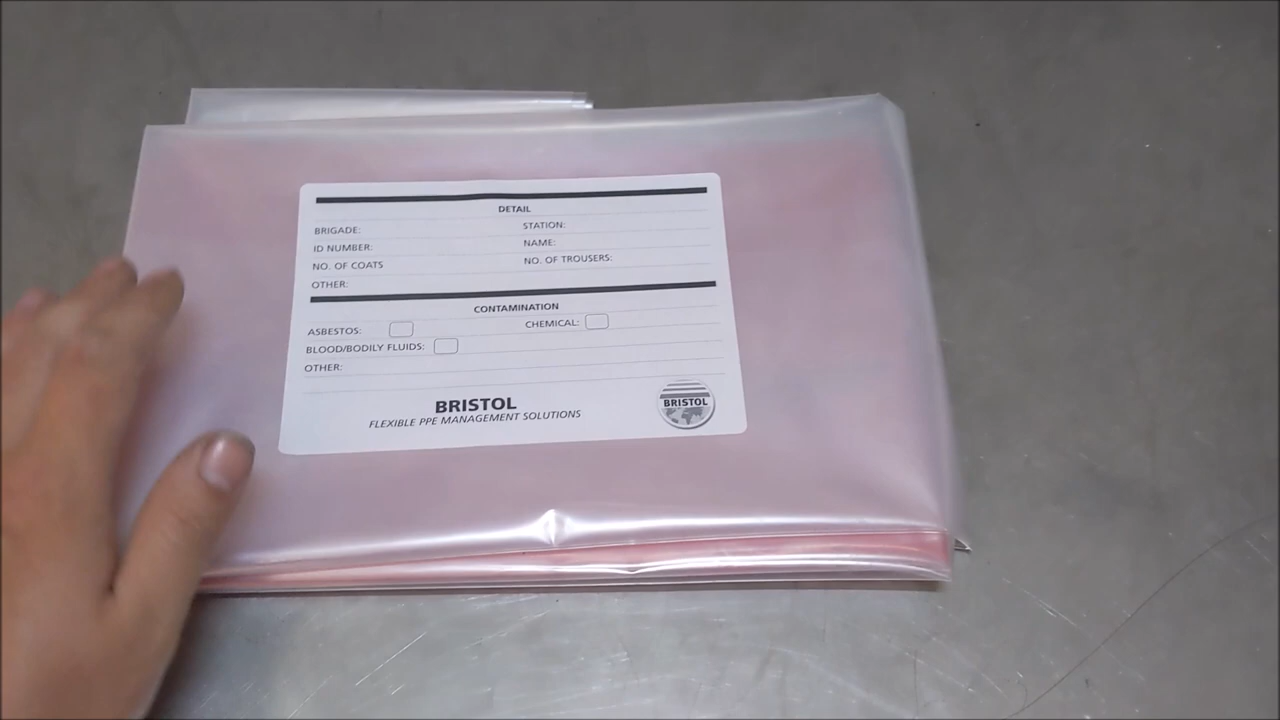 DETAIL
BRIGADE: STATION:
ID NUMBER: NAME:
NO. OF COATS NO. OF TROUSERS:
OTHER:
CONTAMINATION
ASBESTOS: CHEMICAL:
BLOOD/BODILY FLUIDS:
OTHER:
BRISTOL
FLEXIBLE PPE MANAGEMENT SOLUTIONS
BRISTOL